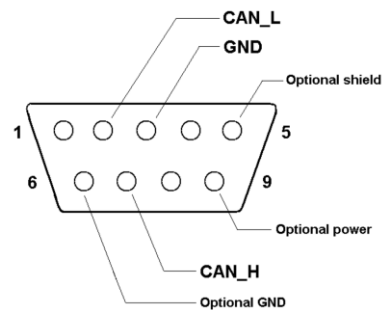 CAN_L
GND
Optional shield
1
5
6
9
Optional power
CAN_H
Optional GND